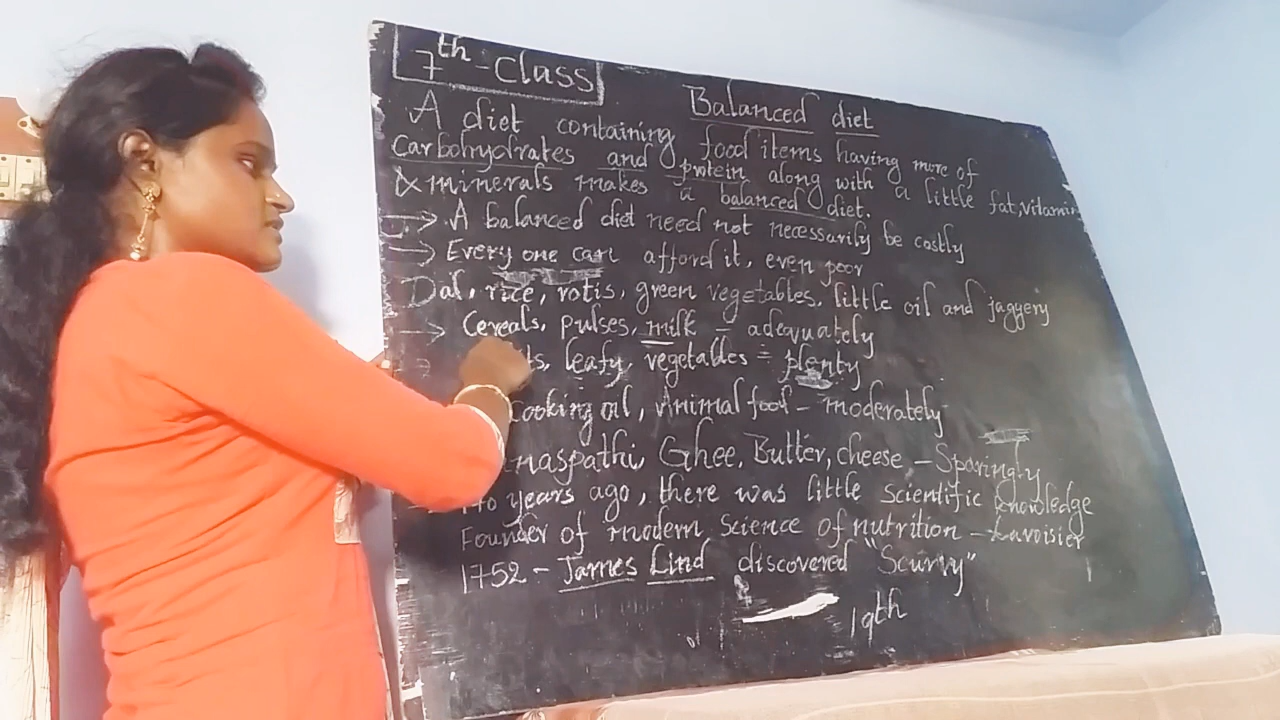 7th - Class
Balanced diet
A diet containing food items having more of
Carbohydrates and protein along with a little fat, vitamin
& minerals makes a balanced diet.
→ A balanced diet need not necessarily be costly
→ Every one can afford it, even poor
Dal, rice, rotis, green vegetables, little oil and jaggery
→ Cereals, pulses, milk = adequately
leafy vegetables = plenty
Cooking oil, Animal food - moderately
Ghee, Butter, cheese - Sparingly
years ago, there was little scientific knowledge
Founder of modern science of nutrition - Lavoisier
1752 - James Lind discovered "Scurvy"
19th